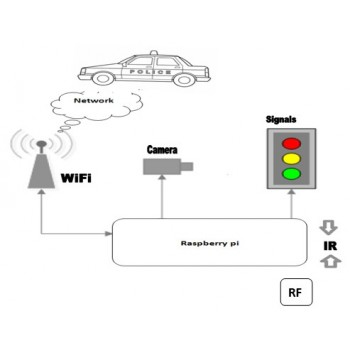 POLICE
Network
WiFi
Camera
Signals
Raspberry pi
IR
RF